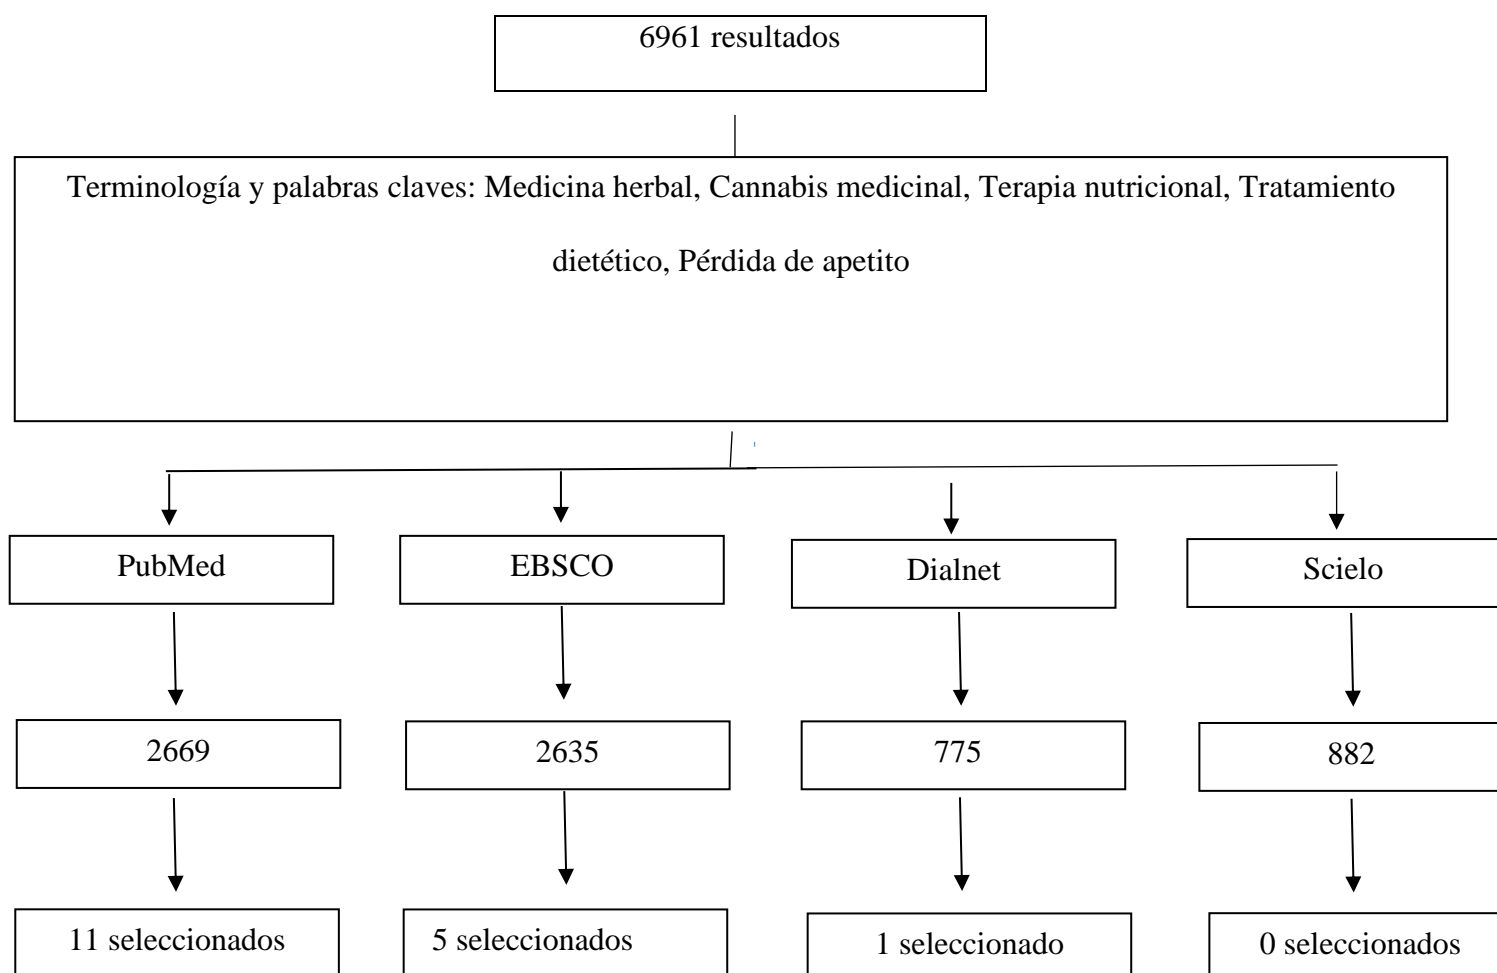 6961 resultados
Terminología y palabras claves: Medicina herbal, Cannabis medicinal, Terapia nutricional, Tratamiento
dietético, Pérdida de apetito
PubMed
EBSCO
Dialnet
Scielo
2669
2635
775
882
11 seleccionados
5 seleccionados
1 seleccionado
0 seleccionados